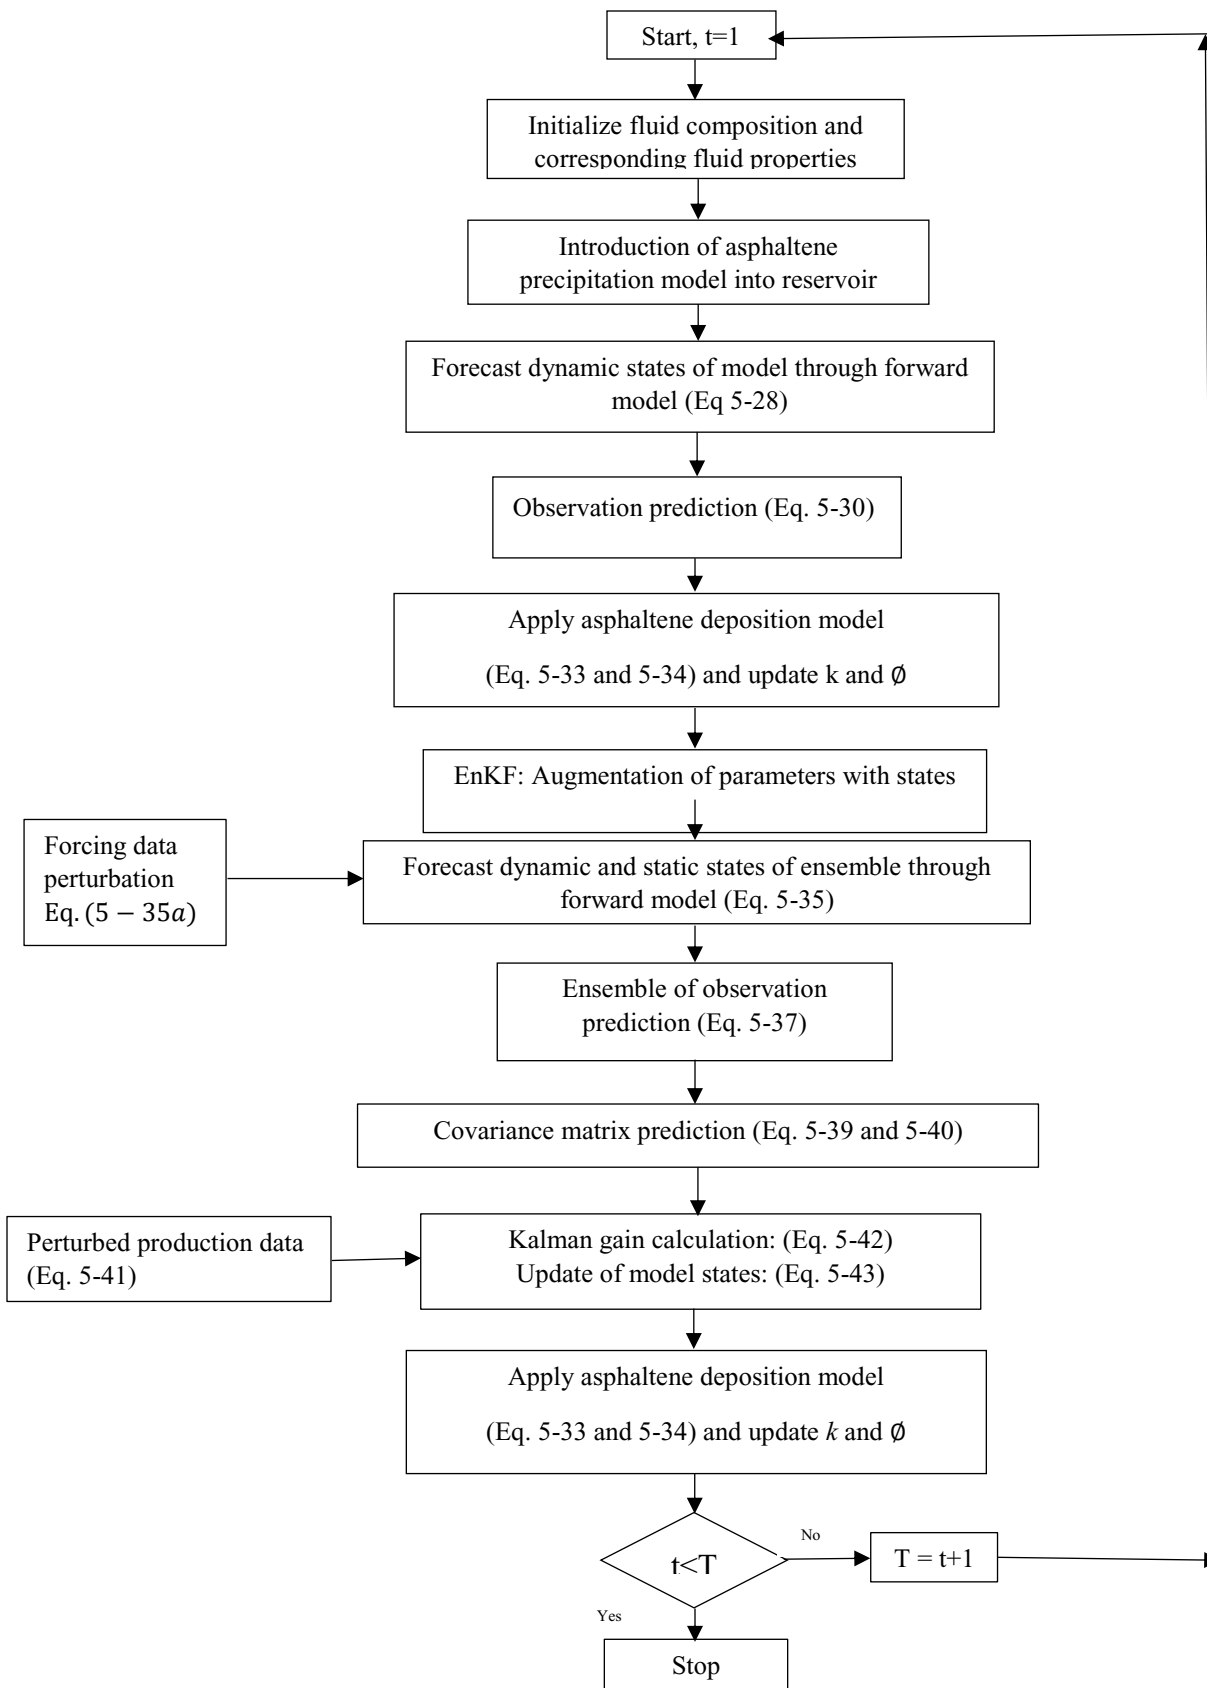 Start, t=1
Initialize fluid composition and
corresponding fluid properties
Introduction of asphaltene
precipitation model into reservoir
Forecast dynamic states of model through forward
model (Eq 5-28)
Observation prediction (Eq. 5-30)
Apply asphaltene deposition model
(Eq. 5-33 and 5-34) and update k and ∅
EnKF: Augmentation of parameters with states
Forcing data
perturbation
Eq. (5 − 35a)
Forecast dynamic and static states of ensemble through
forward model (Eq. 5-35)
Ensemble of observation
prediction (Eq. 5-37)
Covariance matrix prediction (Eq. 5-39 and 5-40)
Perturbed production data
(Eq. 5-41)
Kalman gain calculation: (Eq. 5-42)
Update of model states: (Eq. 5-43)
Apply asphaltene deposition model
(Eq. 5-33 and 5-34) and update k and ∅
t<T
No
T = t+1
Yes
Stop